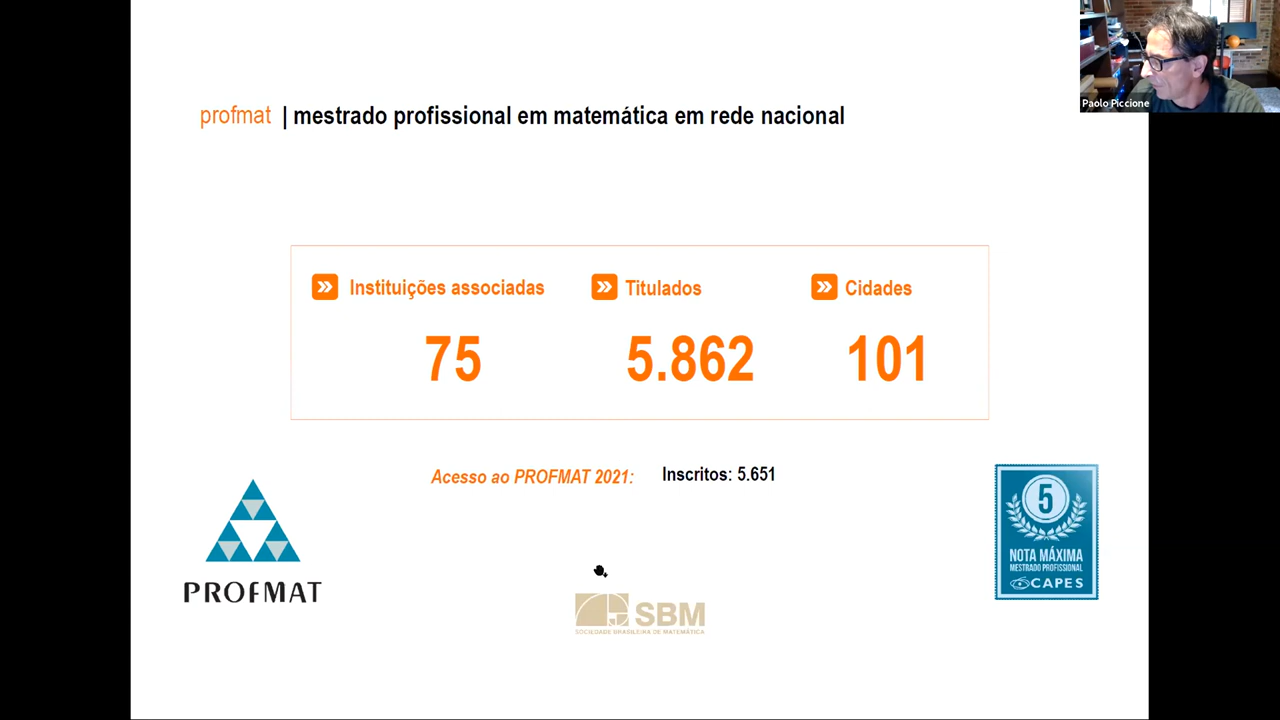 Paolo Piccione
profmat | mestrado profissional em matemática em rede nacional
Instituições associadas
75
Titulados
5.862
Cidades
101
Acesso ao PROFMAT 2021: Inscritos: 5.651
PROFMAT
SBM
SOCIEDADE BRASILEIRA DE MATEMÁTICA
5
NOTA MÁXIMA
MESTRADO PROFISSIONAL
CAPES